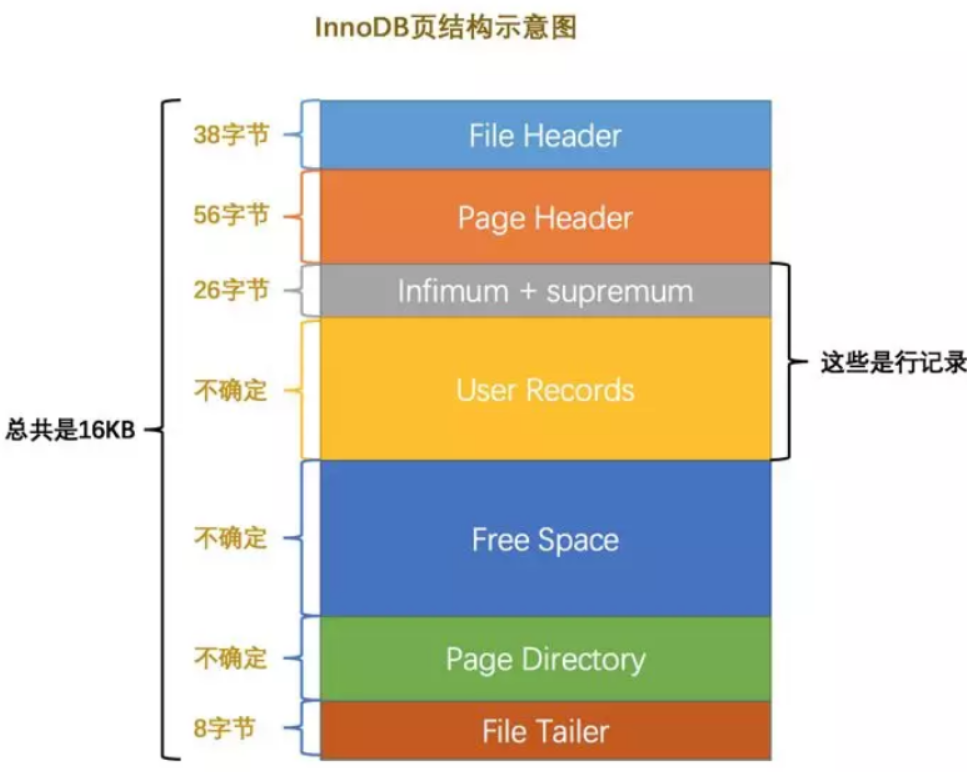 InnoDB页结构示意图
38字节
File Header
56字节
Page Header
26字节
Infimum + supremum
这些是行记录
不确定
User Records
总共是16KB
不确定
Free Space
不确定
Page Directory
8字节
File Tailer